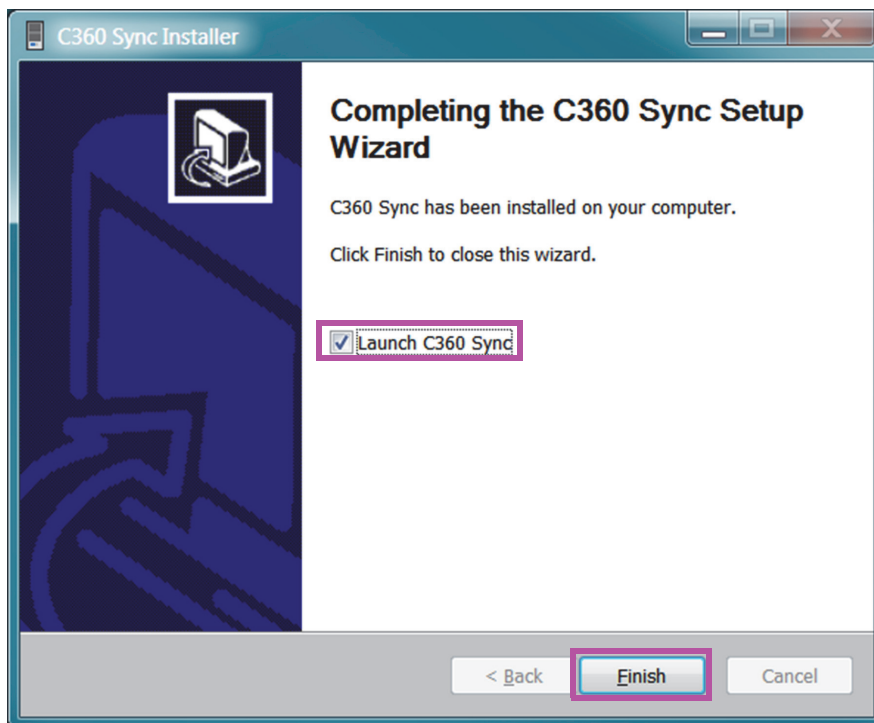 C360 Sync Installer
Completing the C360 Sync Setup
Wizard
C360 Sync has been installed on your computer.
Click Finish to close this wizard.
Launch C360 Sync
< Back
Finish
Cancel